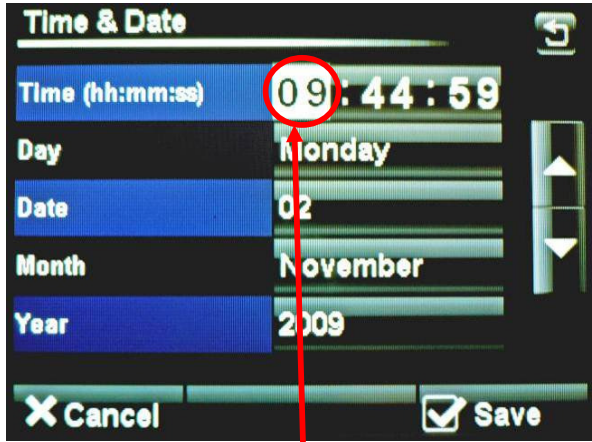 Time & Date
Time (hh:mm:ss) 09:44:59
Day Monday
Date 02
Month November
Year 2009
Cancel Save